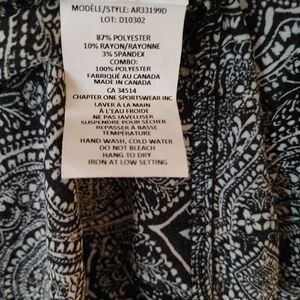 MODÈLE/STYLE: AR33199D
LOT: D10302
87% POLYESTER
10% RAYON/RAYONNE
3% SPANDEX
COMBO:
100% POLYESTER
FABRIQUÉ AU CANADA
MADE IN CANADA
CA 34514
CHAPTER ONE SPORTSWEAR INC
LAVER À LA MAIN
À L'EAU FROIDE
NE PAS JAVELLISER
SUSPENDRE POUR SÉCHER
REPASSER À BASSE
TEMPÉRATURE
HAND WASH, COLD WATER
DO NOT BLEACH
HANG TO DRY
IRON AT LOW SETTING